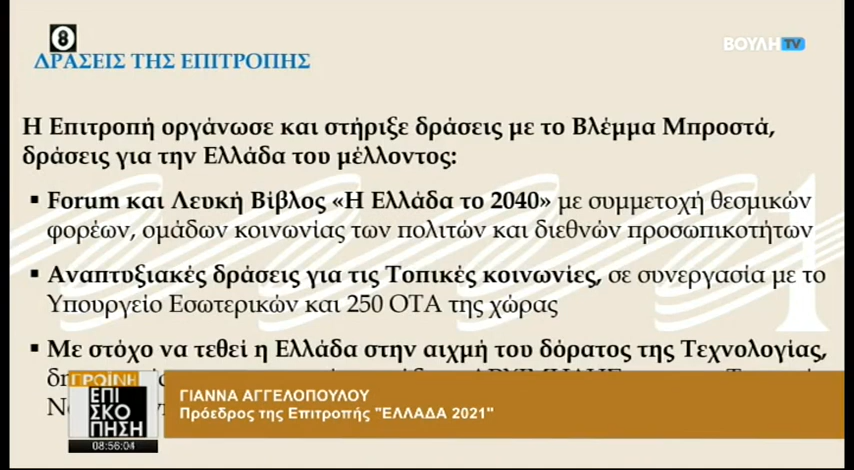 8
ΒΟΥΛΗ TV
ΔΡΑΣΕΙΣ ΤΗΣ ΕΠΙΤΡΟΠΗΣ
Η Επιτροπή οργάνωσε και στήριξε δράσεις με το Βλέμμα Μπροστά,
δράσεις για την Ελλάδα του μέλλοντος:
▪ Forum και Λευκή Βίβλος «Η Ελλάδα το 2040» με συμμετοχή θεσμικών
φορέων, ομάδων κοινωνίας των πολιτών και διεθνών προσωπικοτήτων
▪ Αναπτυξιακές δράσεις για τις Τοπικές κοινωνίες, σε συνεργασία με το
Υπουργείο Εσωτερικών και 250 ΟΤΑ της χώρας
▪ Με στόχο να τεθεί η Ελλάδα στην αιχμή του δόρατος της Τεχνολογίας,
ΠΡΩΙΝΗ
ΕΠΙ
ΣΚΟ
ΠΗΣΗ
08:56:04
ΓΙΑΝΝΑ ΑΓΓΕΛΟΠΟΥΛΟΥ
Πρόεδρος της Επιτροπής "ΕΛΛΑΔΑ 2021"